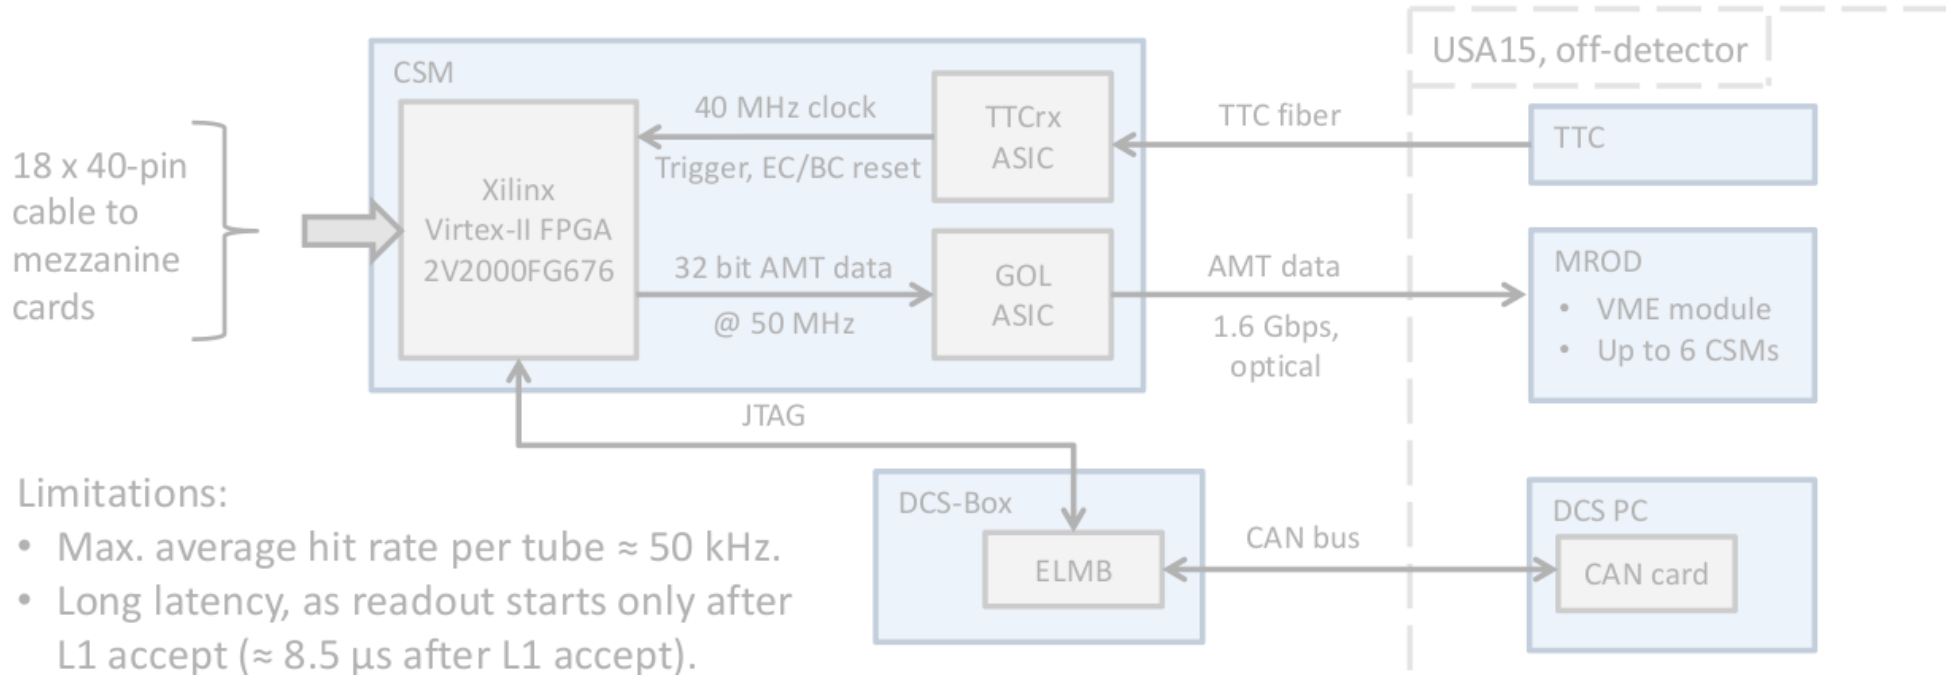 USA15, off-detector
CSM
40 MHz clock
Trigger, EC/BC reset
TTCrx
ASIC
TTC fiber
TTC
18 x 40-pin
cable to
mezzanine
cards
Xilinx
Virtex-II FPGA
2V2000FG676
32 bit AMT data
@ 50 MHz
GOL
ASIC
AMT data
1.6 Gbps,
optical
MROD
• VME module
• Up to 6 CSMs
JTAG
DCS-Box
ELMB
CAN bus
DCS PC
CAN card
Limitations:
• Max. average hit rate per tube ≈ 50 kHz.
• Long latency, as readout starts only after
L1 accept (≈ 8.5 µs after L1 accept).